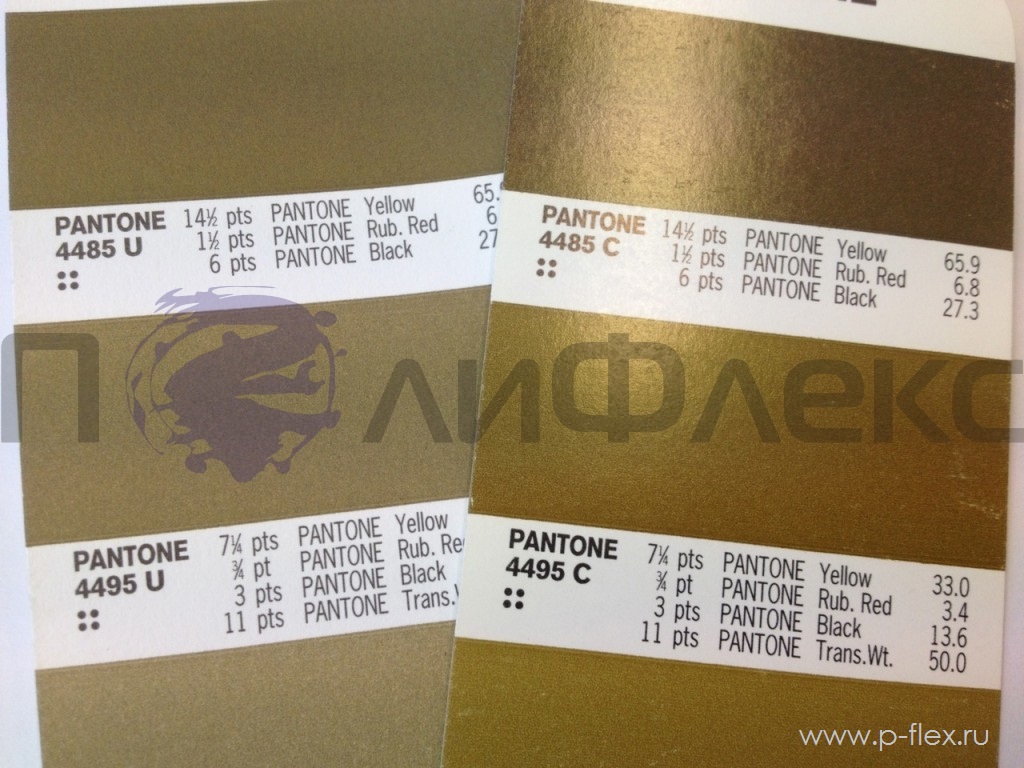 PANTONE 14½ pts PANTONE Yellow 65.9
4485 U 1½ pts PANTONE Rub. Red 6
6 pts PANTONE Black 27
PANTONE 14½ pts PANTONE Yellow 65.9
4485 C 1½ pts PANTONE Rub. Red 6.8
6 pts PANTONE Black 27.3
ПолиФлекс
PANTONE 7¼ pts PANTONE Yellow
4495 U ¾ pt PANTONE Rub. Re
3 pts PANTONE Black
11 pts PANTONE Trans.
PANTONE 7¼ pts PANTONE Yellow 33.0
4495 C ¾ pt PANTONE Rub. Red 3.4
3 pts PANTONE Black 13.6
11 pts PANTONE Trans.Wt. 50.0
www.p-flex.ru